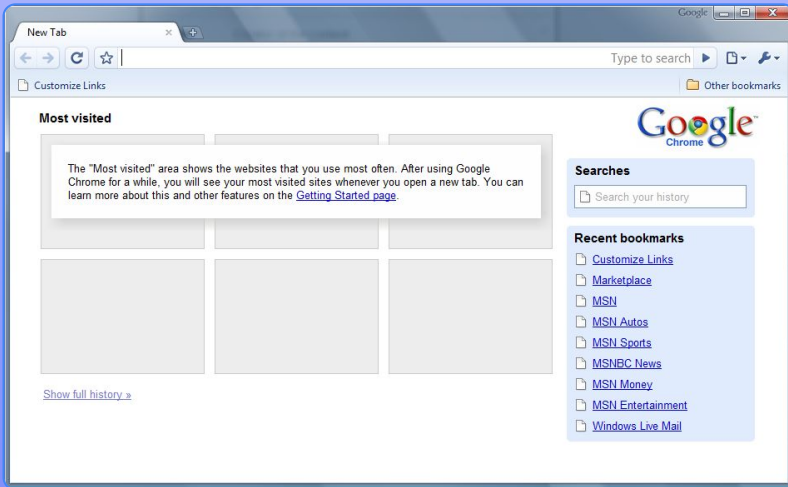 Google
New Tab
Type to search
Customize Links
Other bookmarks
Most visited
The "Most visited" area shows the websites that you use most often. After using Google
Chrome for a while, you will see your most visited sites whenever you open a new tab. You can
learn more about this and other features on the Getting Started page.
Show full history »
Google™
Chrome
Searches
Search your history
Recent bookmarks
Customize Links
Marketplace
MSN
MSN Autos
MSN Sports
MSNBC News
MSN Money
MSN Entertainment
Windows Live Mail